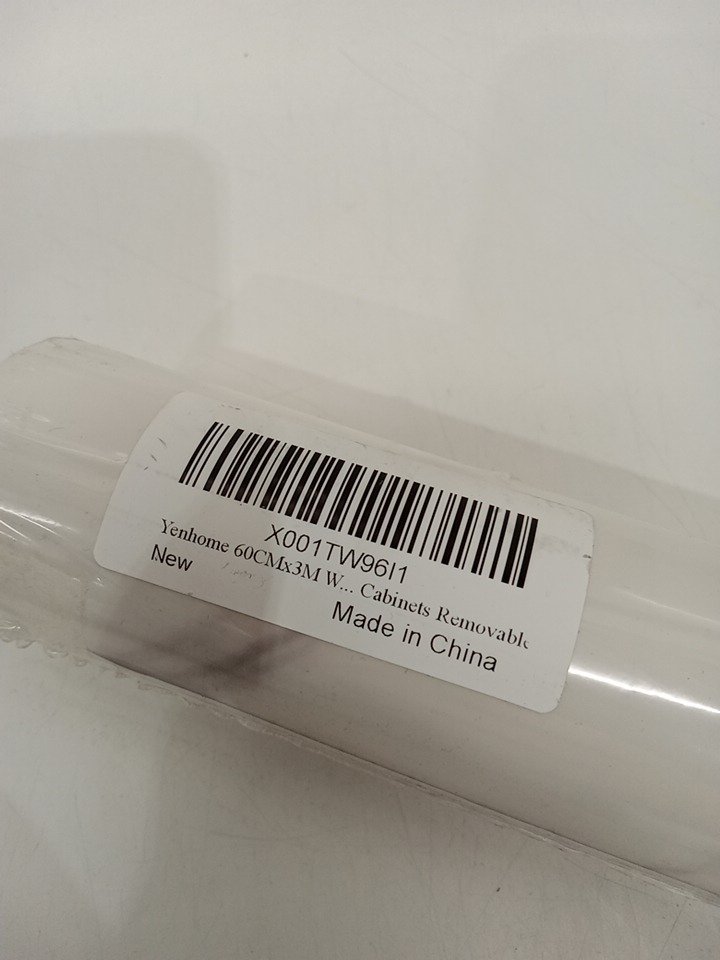 X001TW96I1
Yenhome 60CMx3M W... Cabinets Removable
New
Made in China